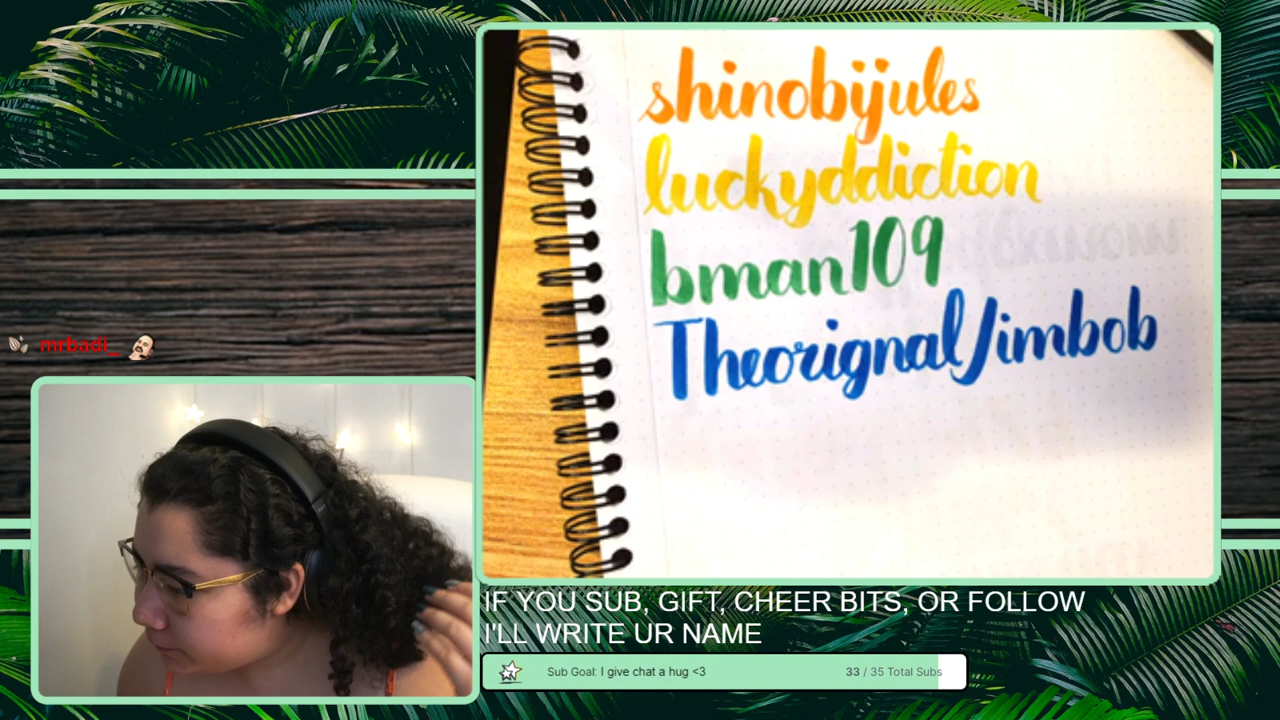 shinobijules
luckyddiction
bman109
TheorignalJimbob
mrbadi_
IF YOU SUB, GIFT, CHEER BITS, OR FOLLOW
I'LL WRITE UR NAME
Sub Goal: I give chat a hug <3 33 / 35 Total Subs